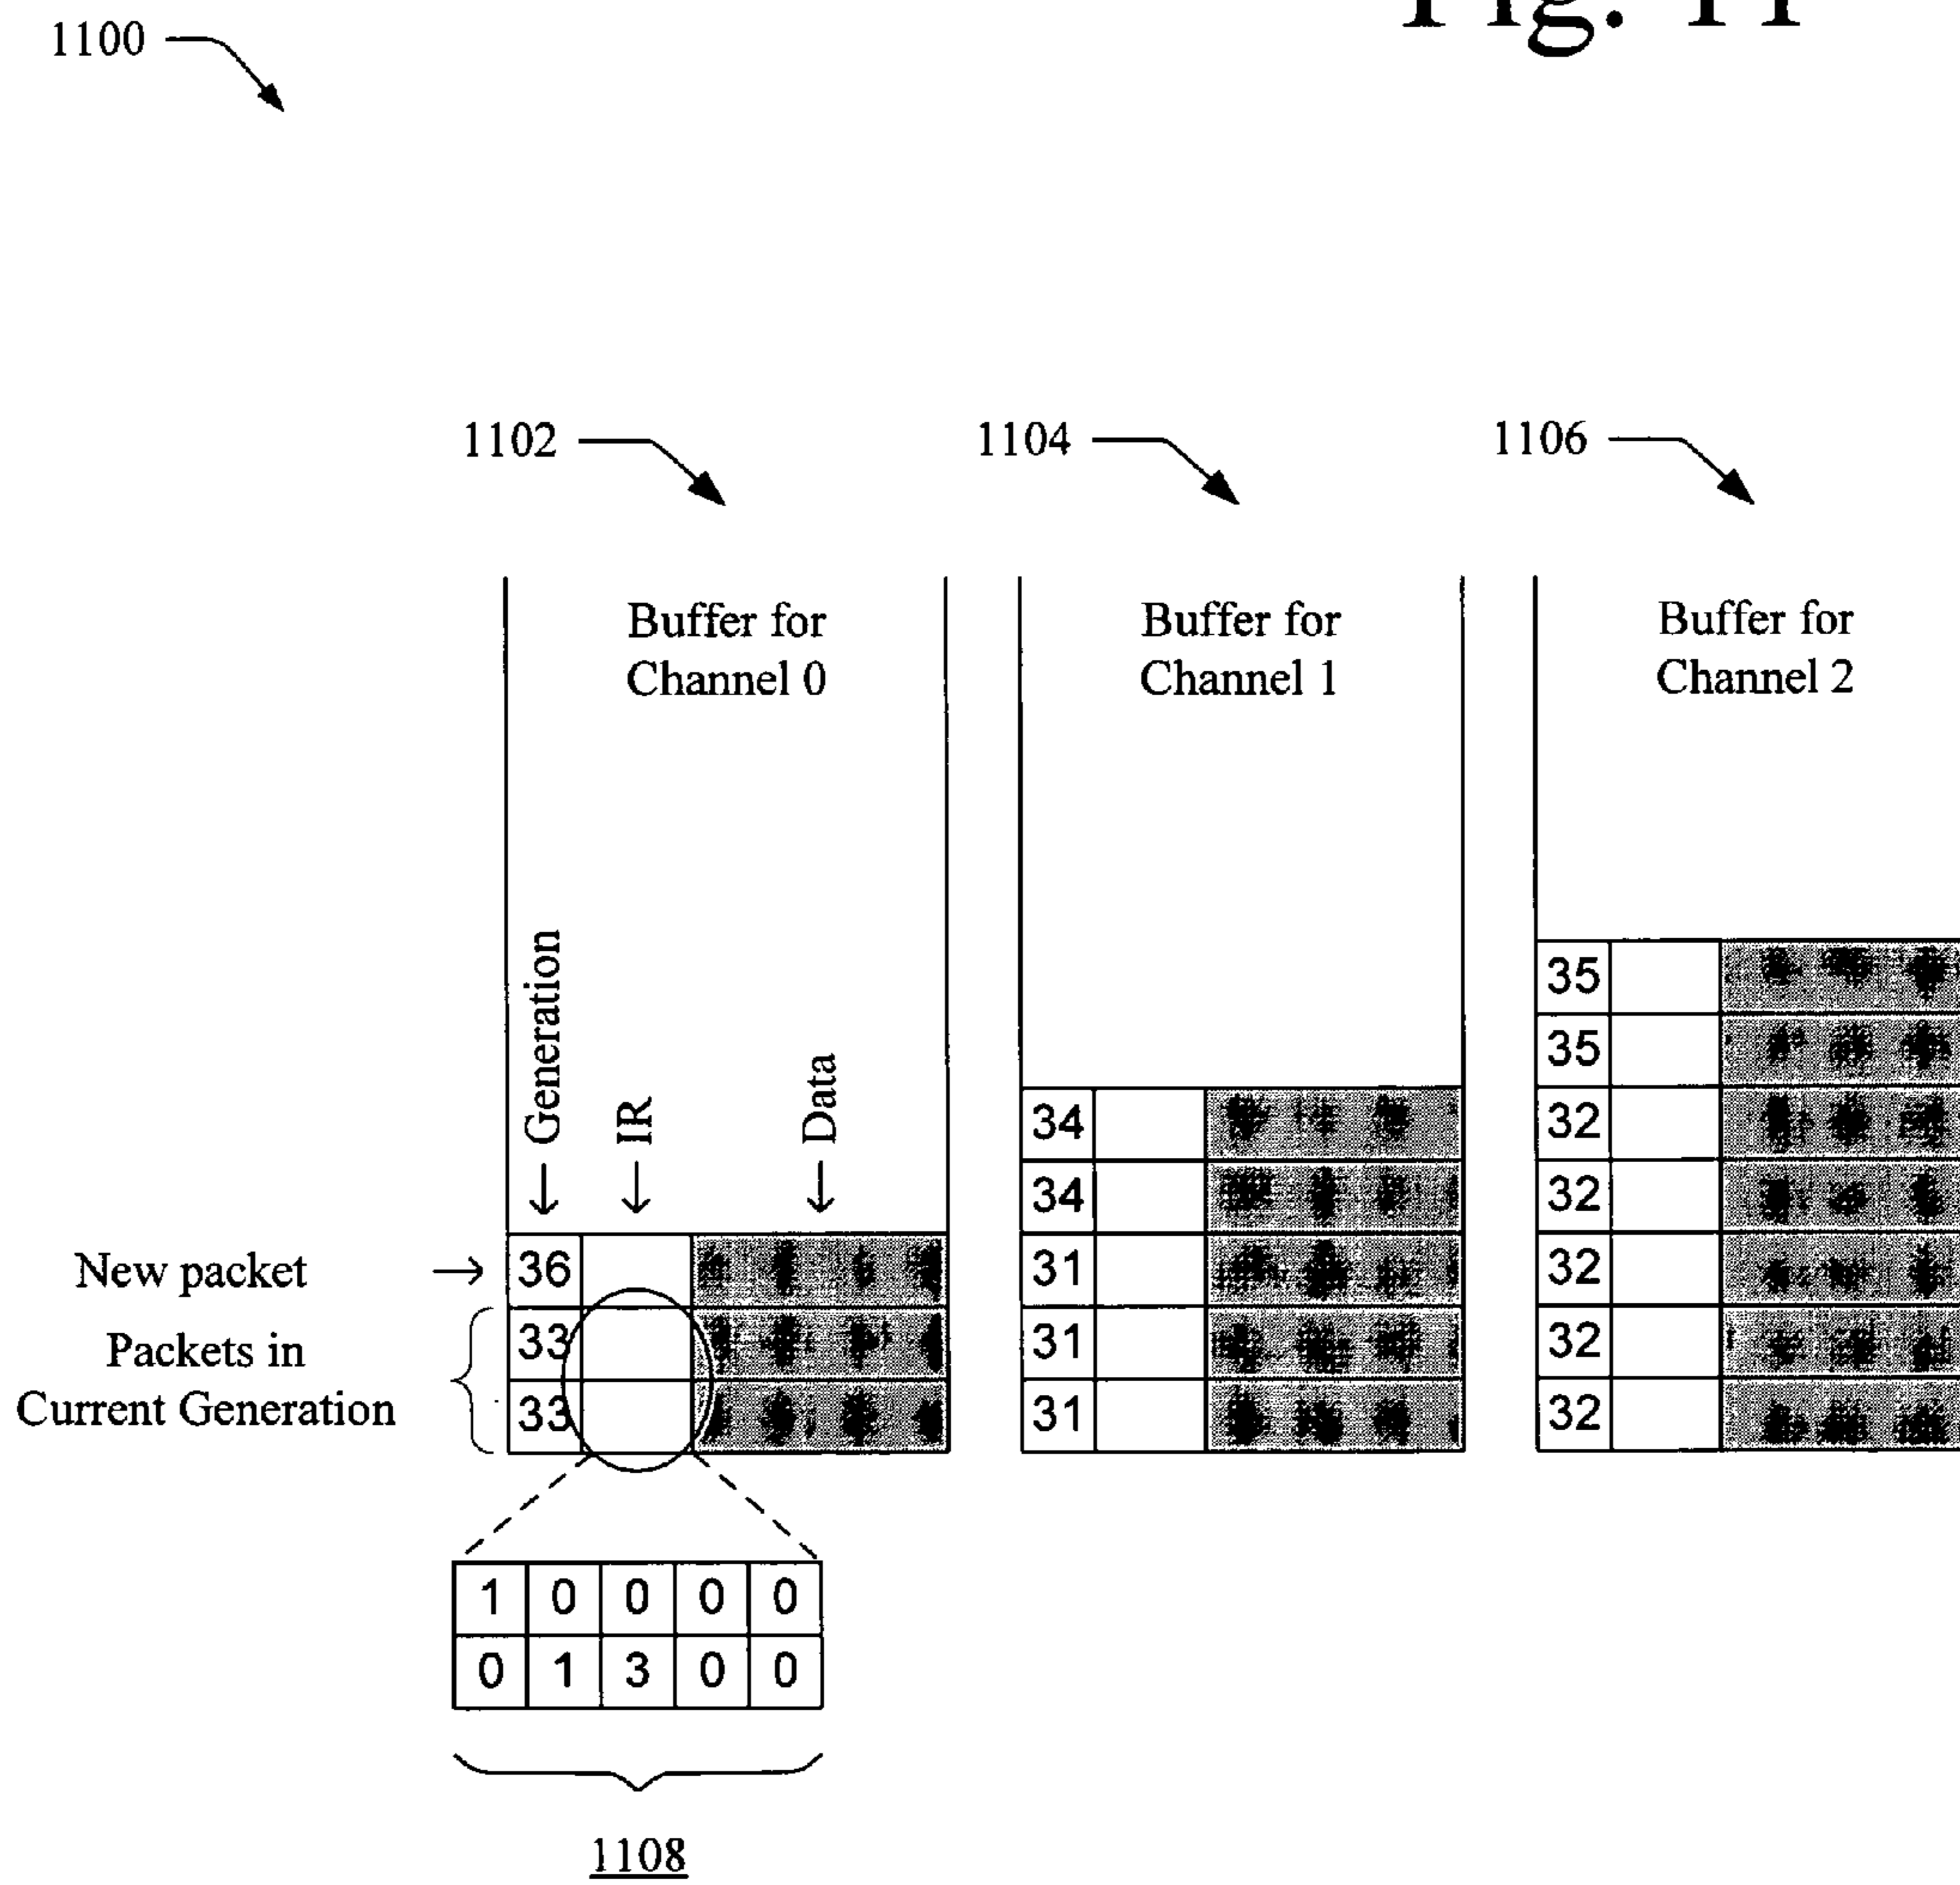 Fig. 11
1100
1102
1104
1106
Buffer for
Channel 0
Buffer for
Channel 1
Buffer for
Channel 2
Generation
IR
Data
New packet
Packets in
Current Generation
36
33
33
34
34
31
31
31
35
35
32
32
32
32
32
1 0 0 0 0
0 1 3 0 0
1108